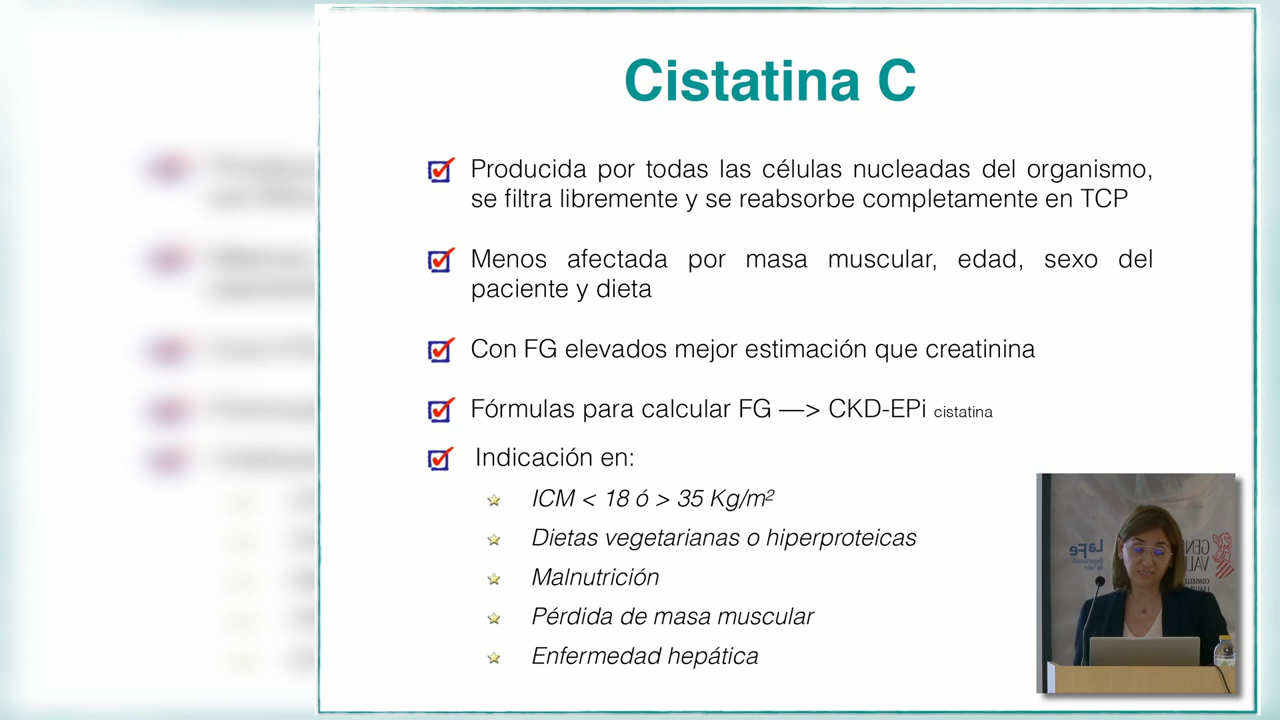 Cistatina C
Producida por todas las células nucleadas del organismo,
se filtra libremente y se reabsorbe completamente en TCP
Menos afectada por masa muscular, edad, sexo del
paciente y dieta
Con FG elevados mejor estimación que creatinina
Fórmulas para calcular FG —> CKD-EPi cistatina
Indicación en:
ICM < 18 ó > 35 Kg/m²
Dietas vegetarianas o hiperproteicas
Malnutrición
Pérdida de masa muscular
Enfermedad hepática
LaFe
GEN
VAL